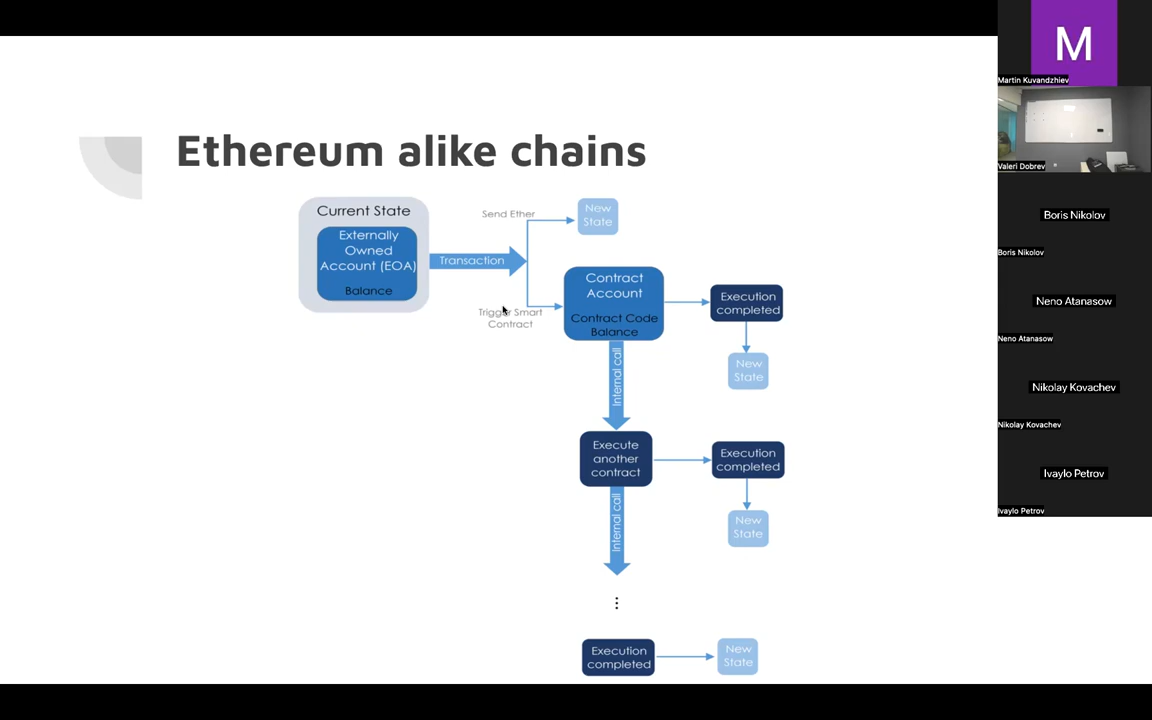 Ethereum alike chains
Current State
Externally
Owned
Account (EOA)
Balance
Transaction
Send Ether
New
State
Trigger Smart
Contract
Contract
Account
Contract Code
Balance
Execution
completed
New
State
Internal call
Execute
another
contract
Execution
completed
New
State
Internal call
⋮
Execution
completed
New
State
M
Martin Kuvandzhiev
Valeri Dobrev
Boris Nikolov
Boris Nikolov
Neno Atanasow
Neno Atanasow
Nikolay Kovachev
Nikolay Kovachev
Ivaylo Petrov
Ivaylo Petrov